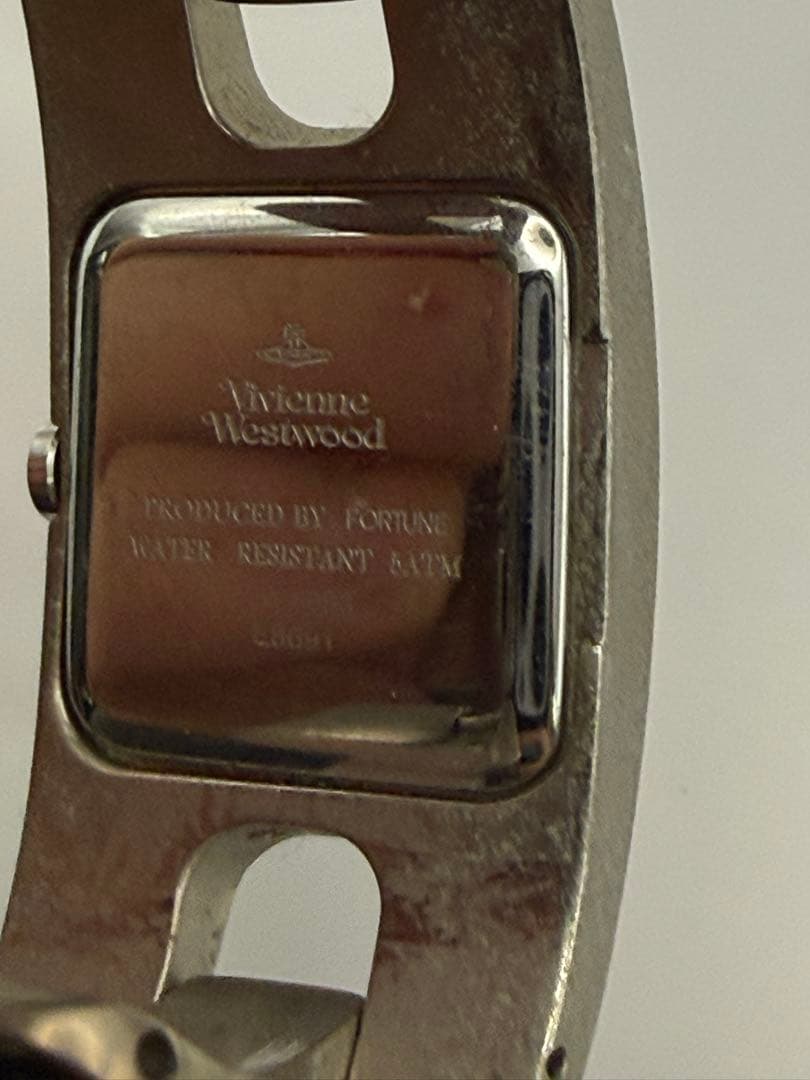 Vivienne
Westwood
PRODUCED BY FORTUNE
WATER RESISTANT 5ATM